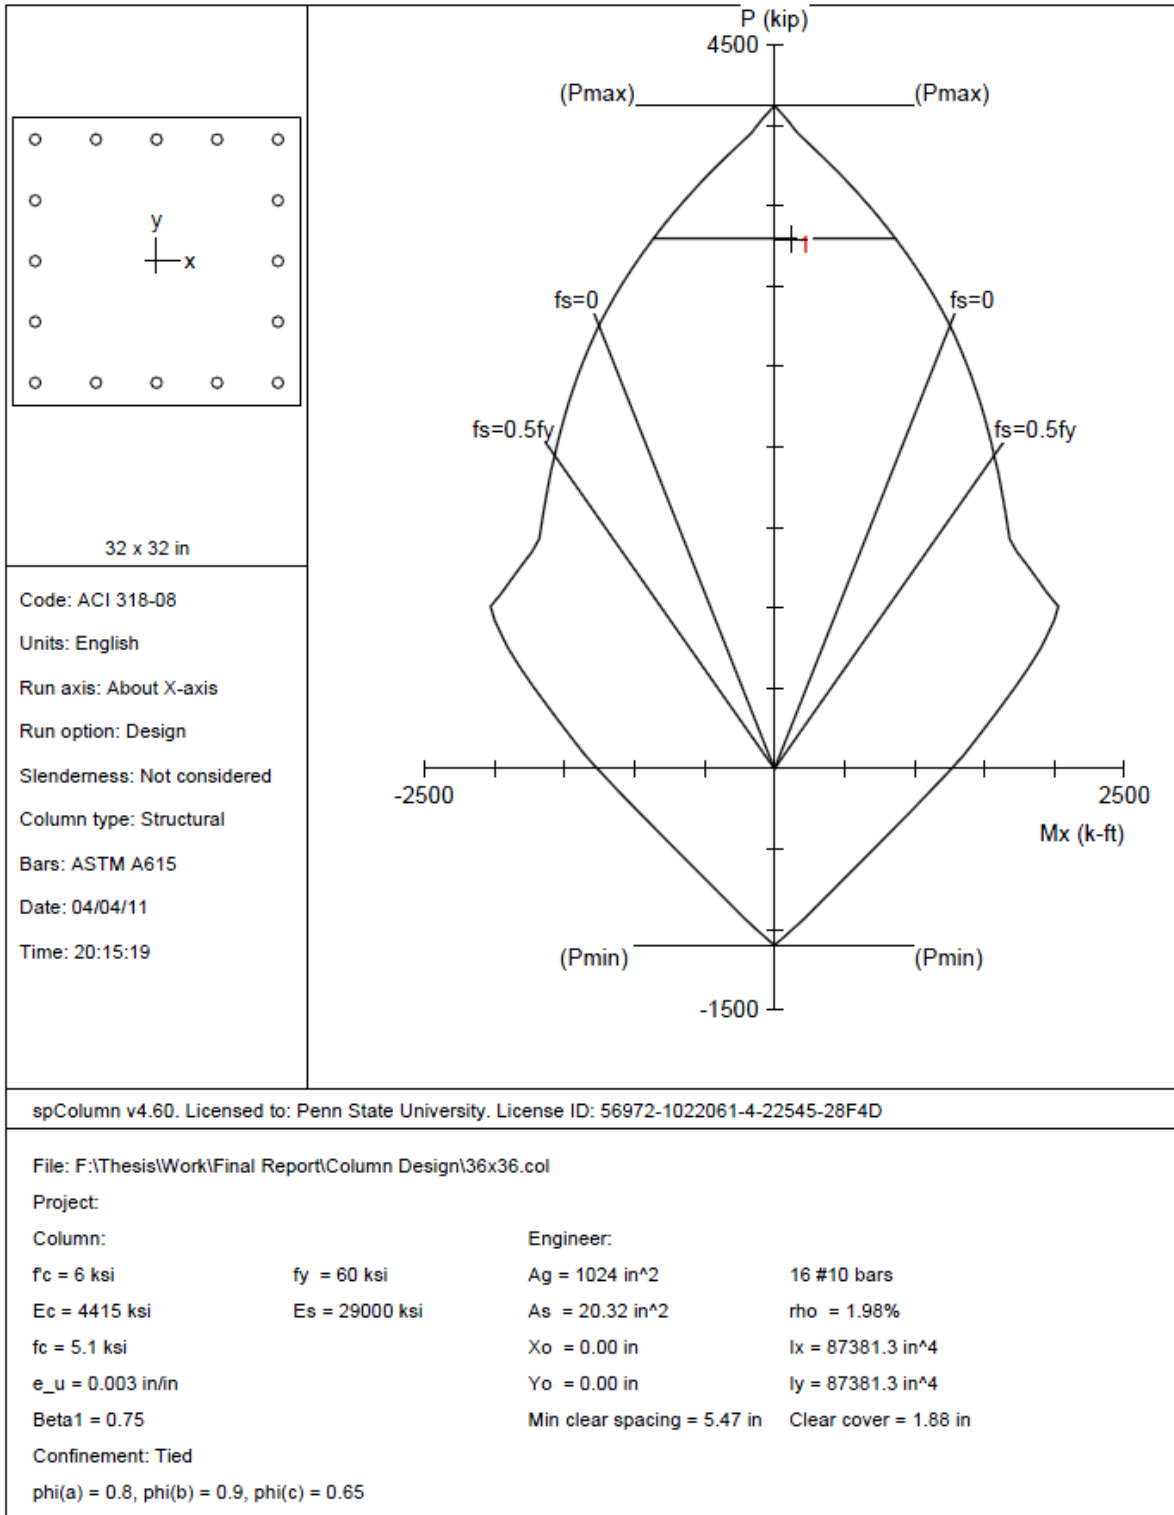 P (kip)
4500
(Pmax)
(Pmax)
y
x
1
fs=0
fs=0
fs=0.5fy
fs=0.5fy
32 x 32 in
Code: ACI 318-08
Units: English
Run axis: About X-axis
Run option: Design
Slenderness: Not considered
Column type: Structural
Bars: ASTM A615
Date: 04/04/11
Time: 20:15:19
-2500
2500
Mx (k-ft)
(Pmin)
(Pmin)
-1500
spColumn v4.60. Licensed to: Penn State University. License ID: 56972-1022061-4-22545-28F4D
File: F:\Thesis\Work\Final Report\Column Design\36x36.col
Project:
Column: Engineer:
f'c = 6 ksi fy = 60 ksi Ag = 1024 in^2 16 #10 bars
Ec = 4415 ksi Es = 29000 ksi As = 20.32 in^2 rho = 1.98%
fc = 5.1 ksi Xo = 0.00 in Ix = 87381.3 in^4
e_u = 0.003 in/in Yo = 0.00 in Iy = 87381.3 in^4
Beta1 = 0.75 Min clear spacing = 5.47 in Clear cover = 1.88 in
Confinement: Tied
phi(a) = 0.8, phi(b) = 0.9, phi(c) = 0.65